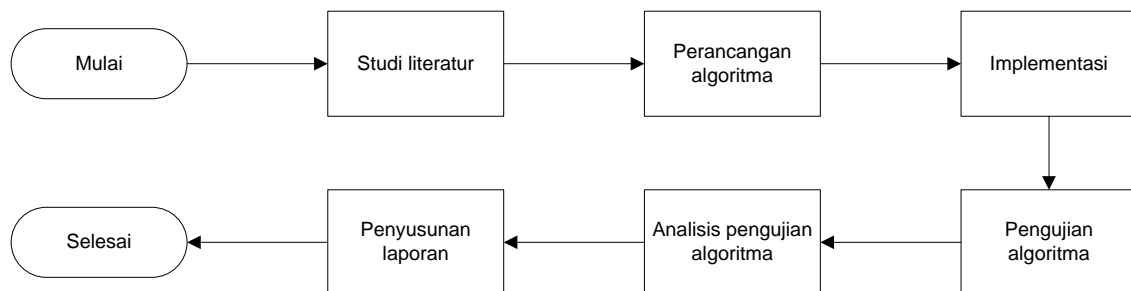 Mulai
Studi literatur
Perancangan
algoritma
Implementasi
Pengujian
algoritma
Analisis pengujian
algoritma
Penyusunan
laporan
Selesai